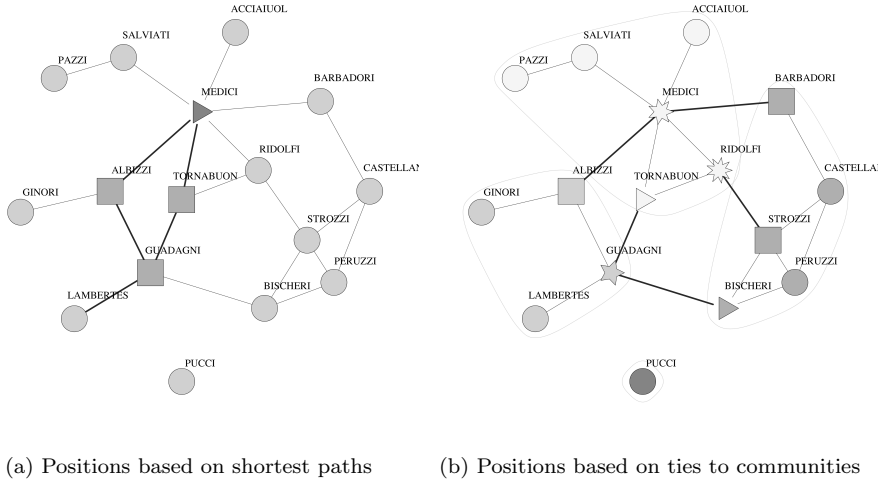 ACCIAIUOL
SALVIATI
PAZZI
MEDICI
BARBADORI
RIDOLFI
ALBIZZI
TORNABUON
CASTELLAN
GINORI
STROZZI
GUADAGNI
PERUZZI
BISCHERI
LAMBERTES
PUCCI
(a) Positions based on shortest paths
ACCIAIUOL
SALVIATI
PAZZI
MEDICI
BARBADORI
RIDOLFI
ALBIZZI
TORNABUON
CASTELLA
GINORI
STROZZI
GUADAGNI
PERUZZI
BISCHERI
LAMBERTES
PUCCI
(b) Positions based on ties to communities